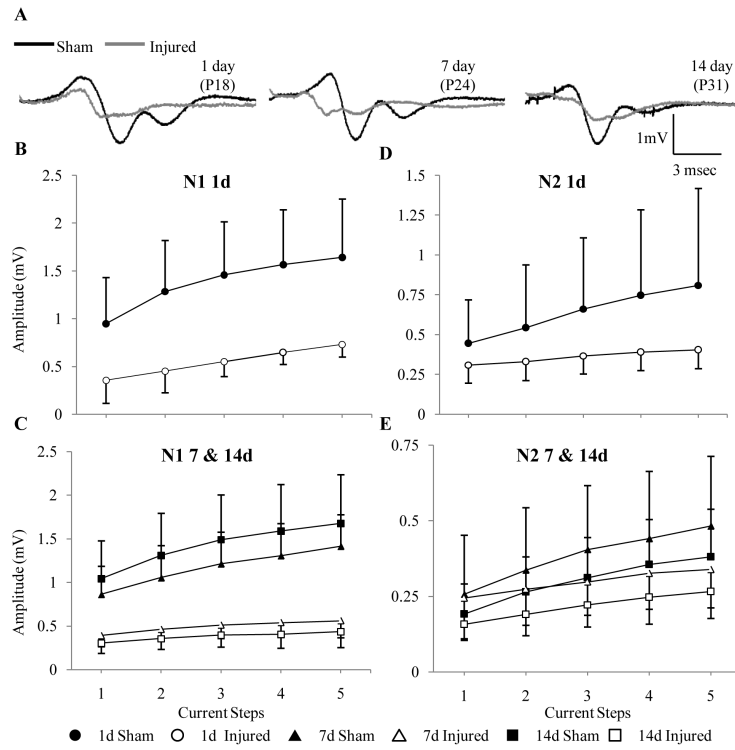 A
Sham Injured
1 day
(P18)
7 day
(P24)
14 day
(P31)
1mV
3 msec
B
N1 1d
Amplitude (mV)
2.5
2
1.5
1
0.5
0
D
N2 1d
1.5
1.25
1
0.75
0.5
0.25
0
C
N1 7 & 14d
Amplitude (mV)
2.5
2
1.5
1
0.5
0
1 2 3 4 5
Current Steps
E
N2 7 & 14d
0.75
0.5
0.25
0
1 2 3 4 5
Current Steps
1d Sham 1d Injured 7d Sham 7d Injured 14d Sham 14d Injured